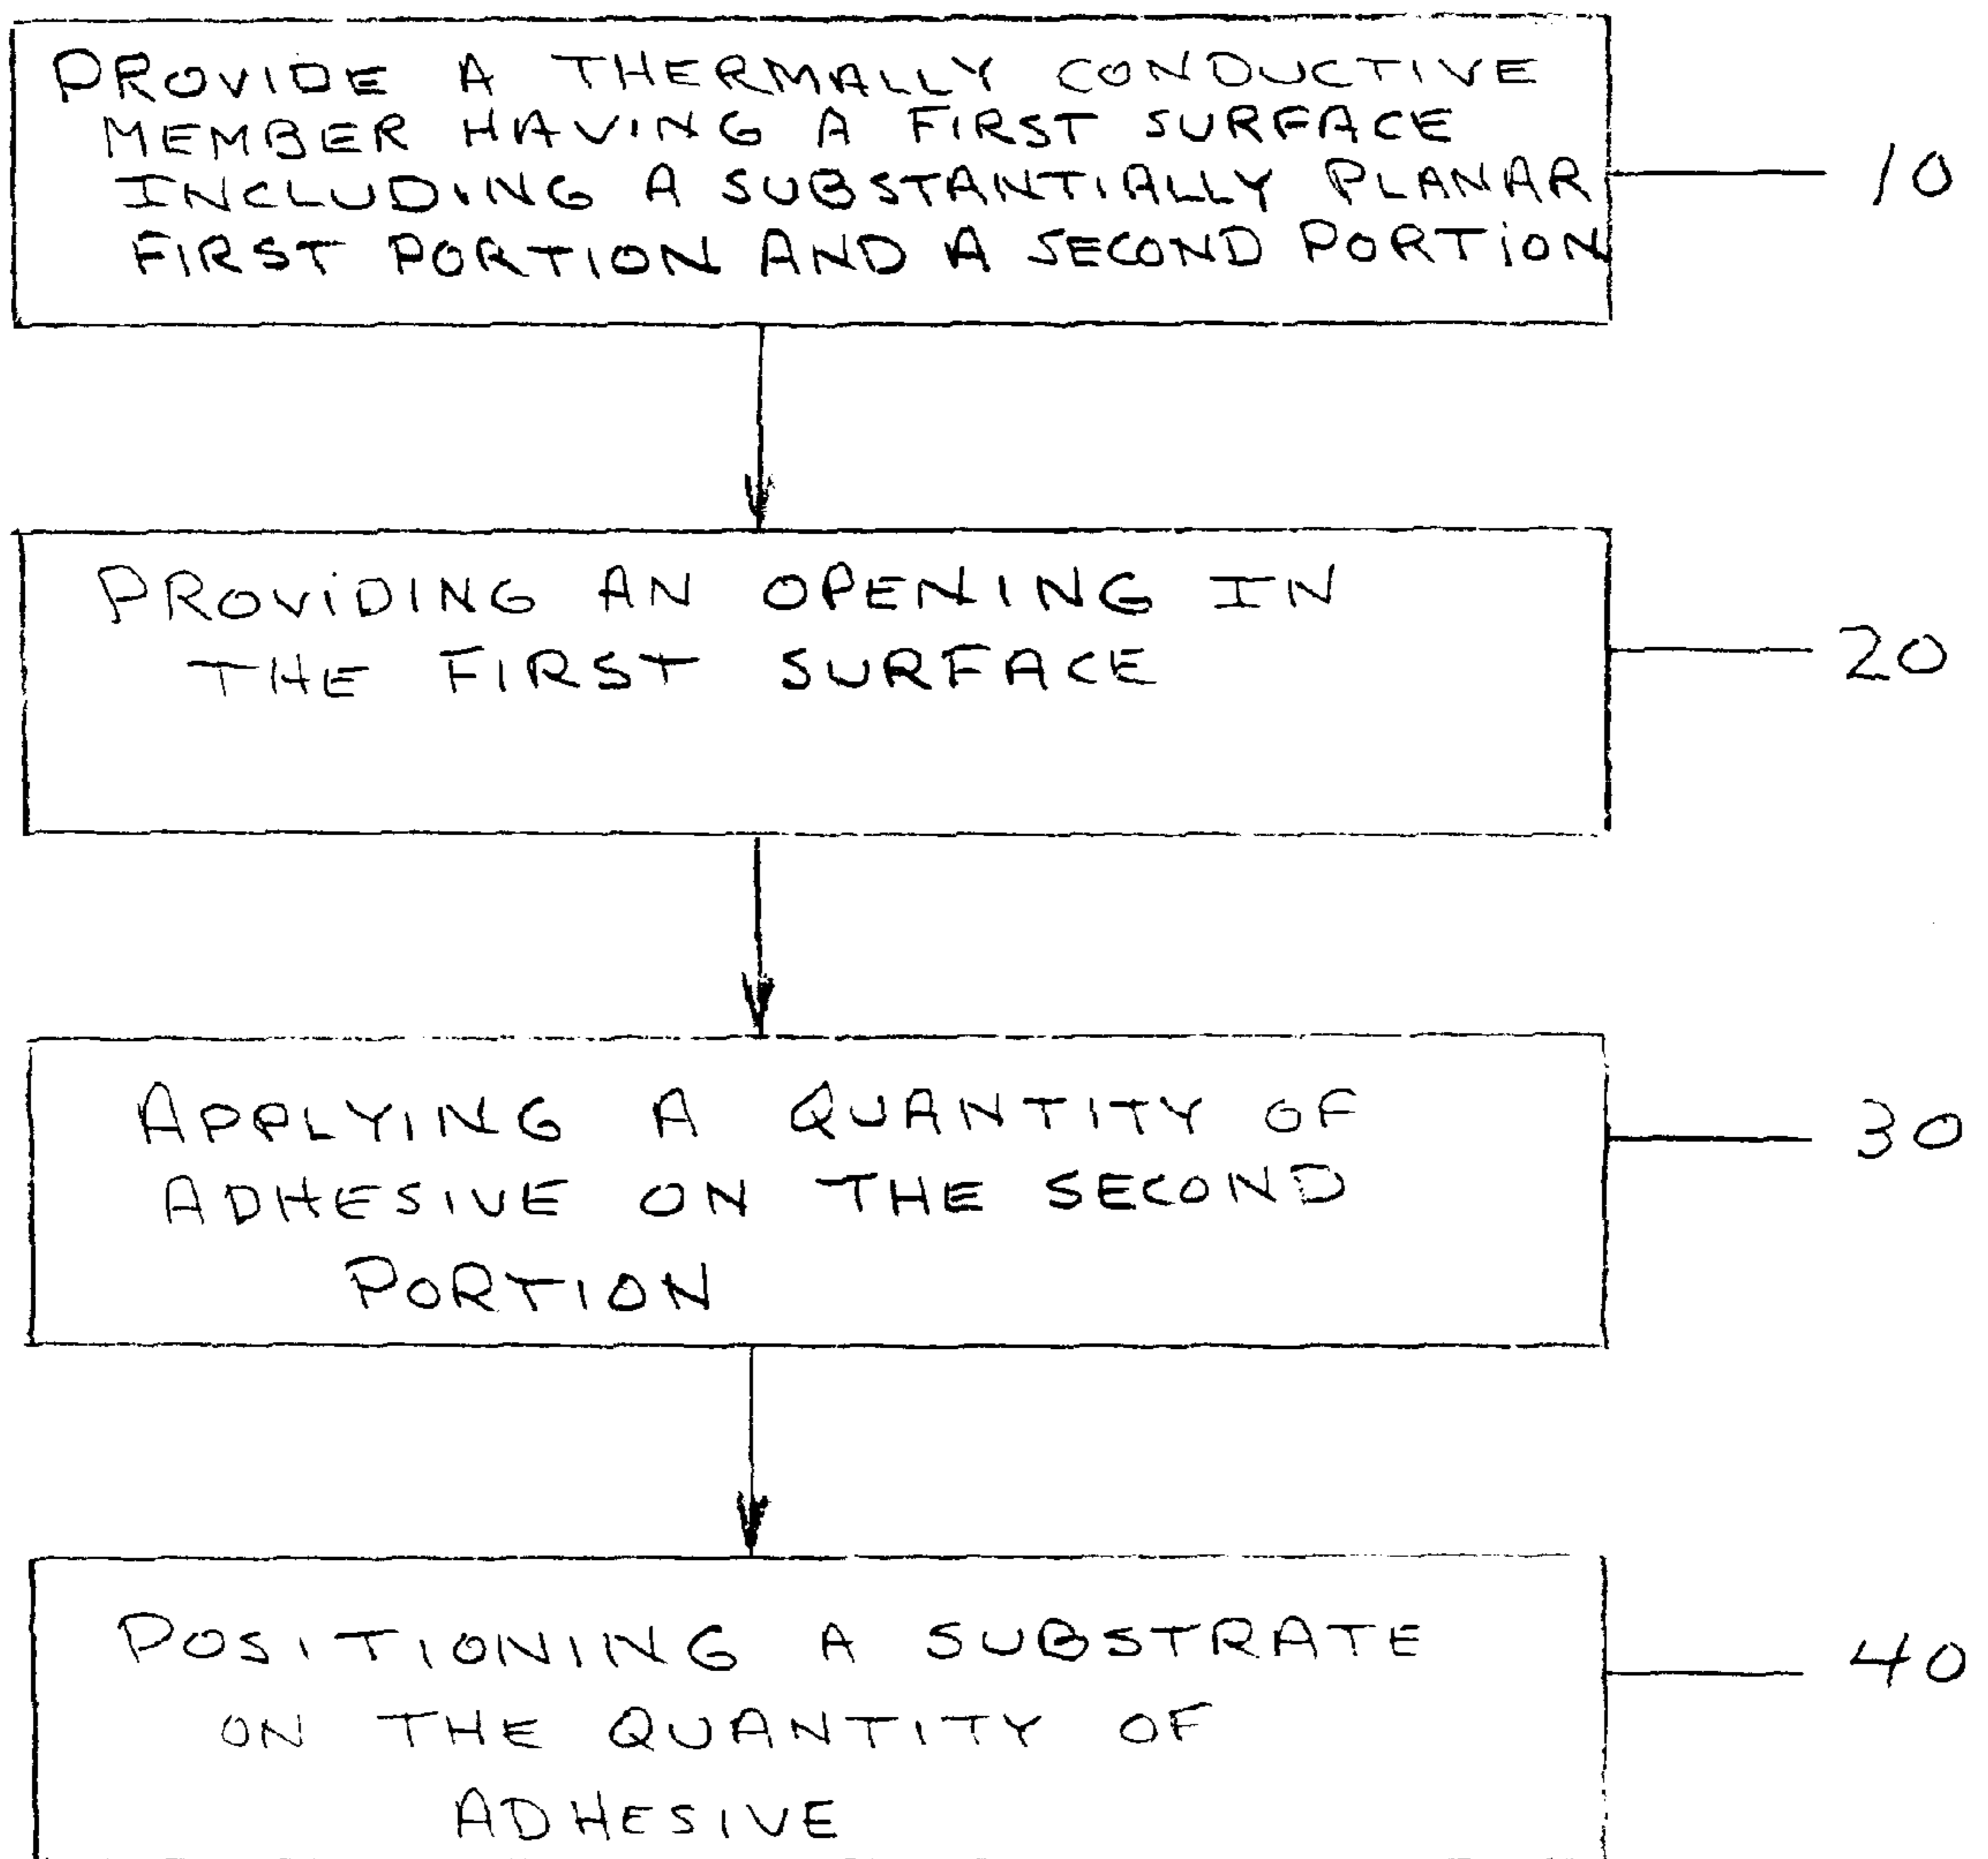 PROVIDE A THERMALLY CONDUCTIVE
MEMBER HAVING A FIRST SURFACE
INCLUDING A SUBSTANTIALLY PLANAR
FIRST PORTION AND A SECOND PORTION
10
PROVIDING AN OPENING IN
THE FIRST SURFACE
20
APPLYING A QUANTITY OF
ADHESIVE ON THE SECOND
PORTION
30
POSITIONING A SUBSTRATE
ON THE QUANTITY OF
ADHESIVE
40